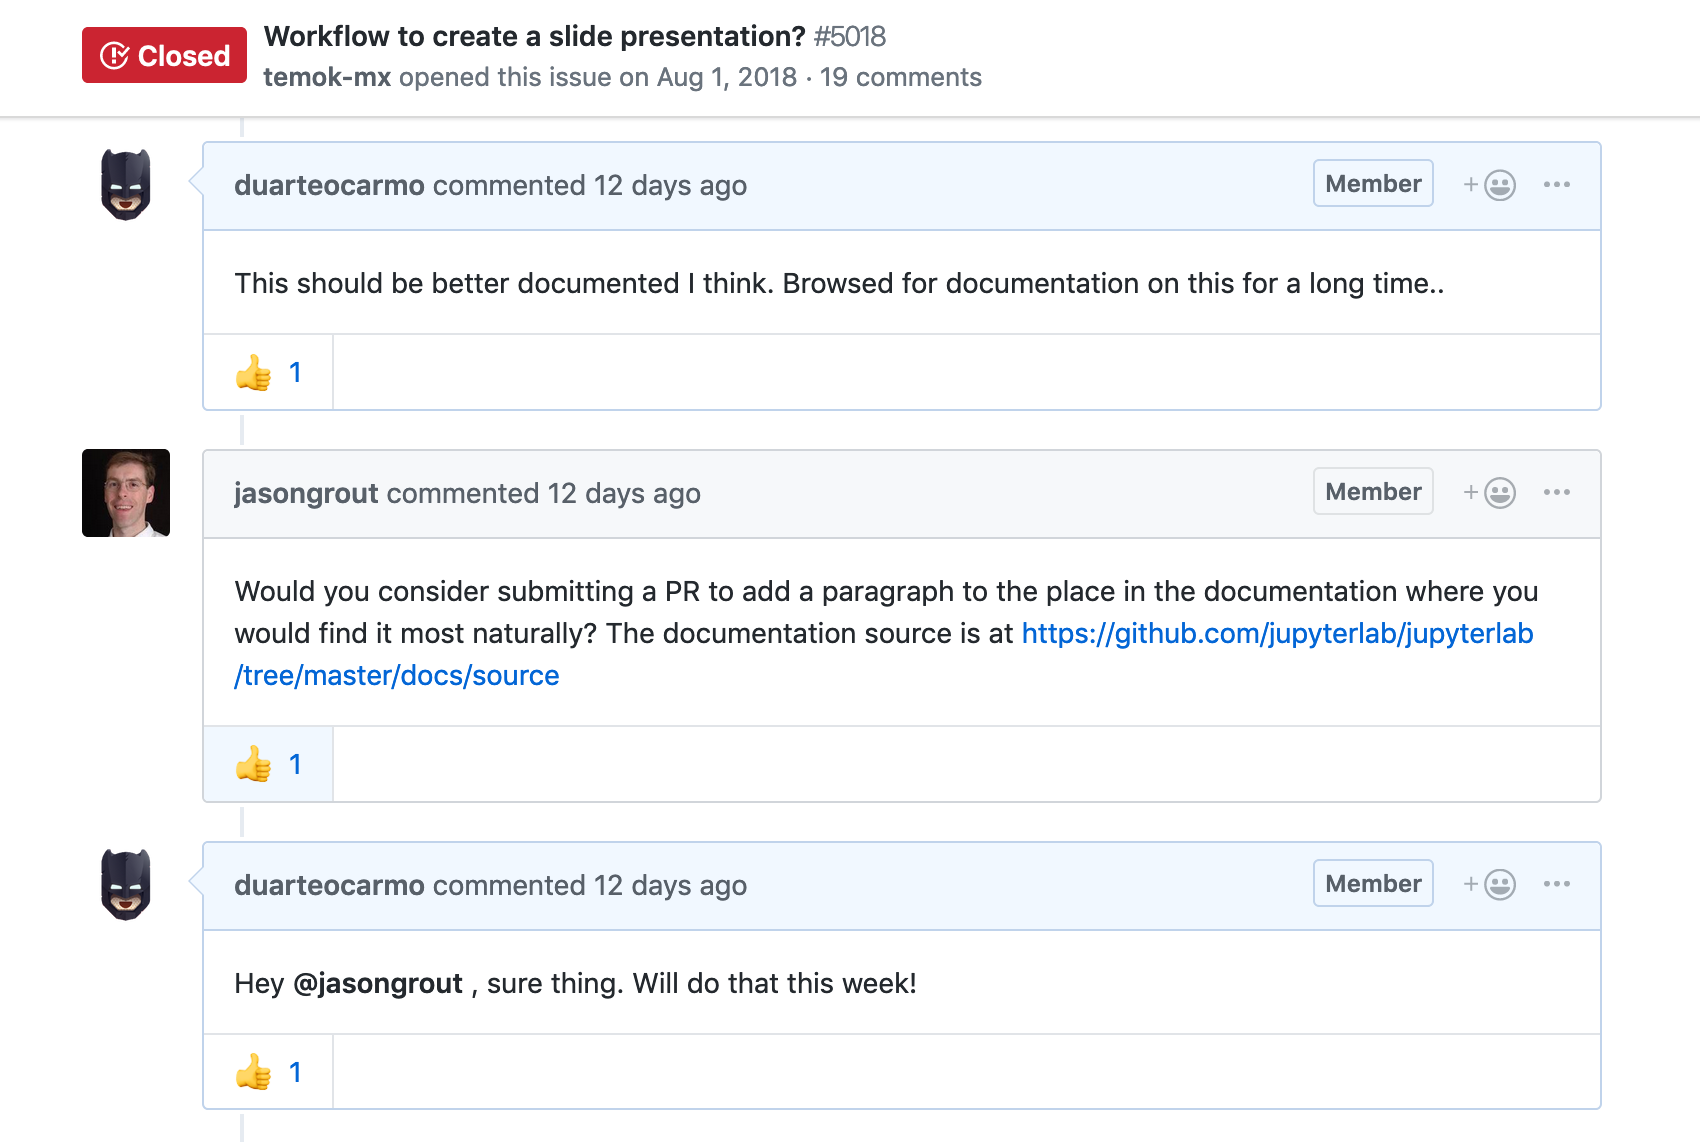 Closed
Workflow to create a slide presentation? #5018
temok-mx opened this issue on Aug 1, 2018 · 19 comments
duarteocarmo commented 12 days ago
Member
This should be better documented I think. Browsed for documentation on this for a long time..
👍 1
jasongrout commented 12 days ago
Member
Would you consider submitting a PR to add a paragraph to the place in the documentation where you
would find it most naturally? The documentation source is at https://github.com/jupyterlab/jupyterlab
/tree/master/docs/source
👍 1
duarteocarmo commented 12 days ago
Member
Hey @jasongrout , sure thing. Will do that this week!
👍 1